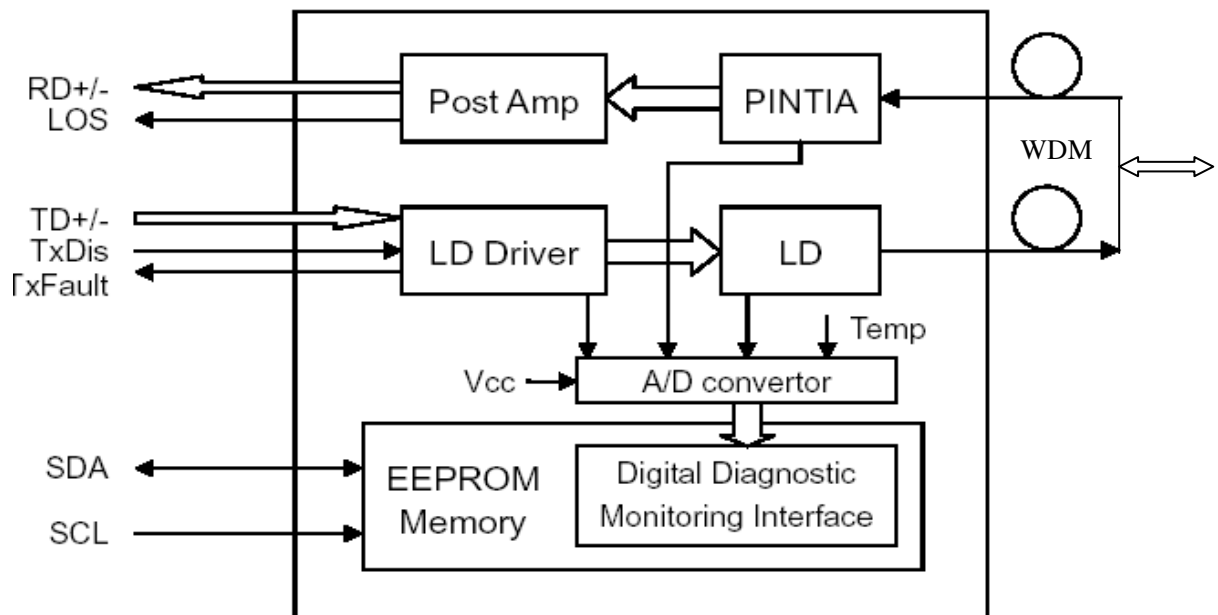 RD+/-
LOS
Post Amp
PINTIA
WDM
TD+/-
TxDis
TxFault
LD Driver
LD
Temp
Vcc
A/D convertor
SDA
SCL
EEPROM
Memory
Digital Diagnostic
Monitoring Interface